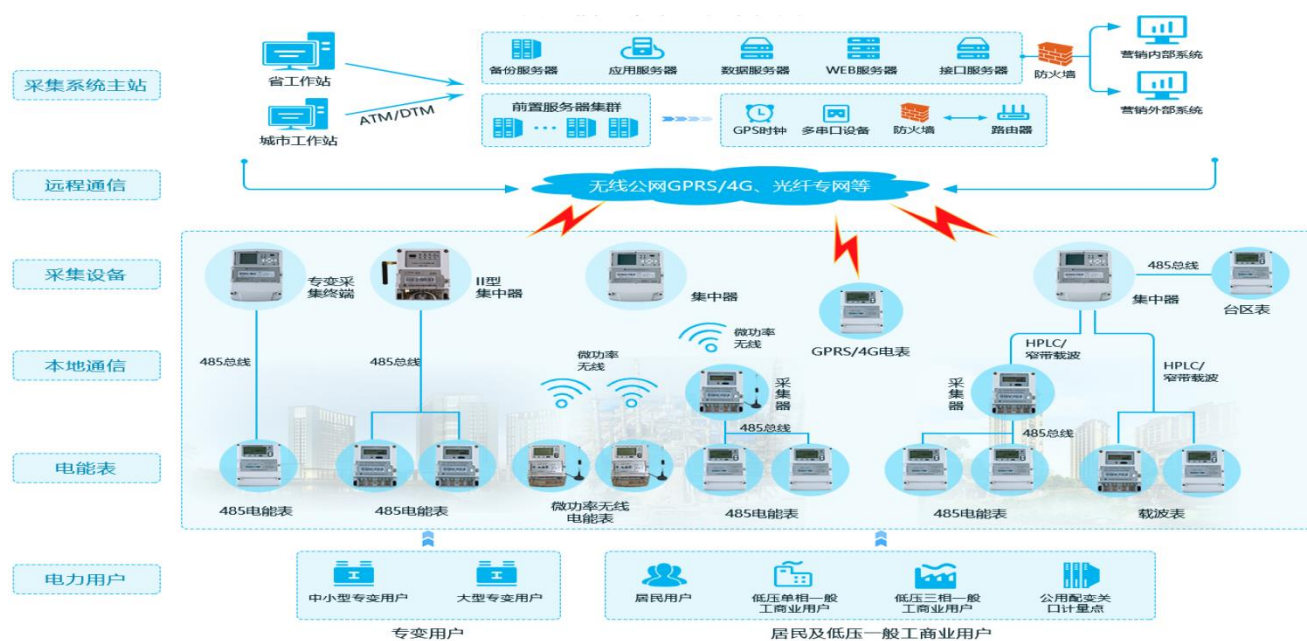 省工作站
备份服务器
应用服务器
数据服务器
WEB服务器
接口服务器
防火墙
营销内部系统
采集系统主站
ATM/DTM
城市工作站
前置服务器集群
GPS时钟
多串口设备
防火墙
路由器
营销外部系统
远程通信
无线公网GPRS/4G、光纤专网等
采集设备
专变采
集终端
II型
集中器
集中器
GPRS/4G电表
集中器
485总线
台区表
本地通信
485总线
485总线
微功率
无线
微功率
无线
采
集
器
485总线
HPLC/
窄带载波
HPLC/
窄带载波
采
集
器
485总线
电能表
485电能表
485电能表
微功率无线
电能表
485电能表
485电能表
载波表
电力用户
中小型专变用户
大型专变用户
居民用户
低压单相一般
工商业用户
低压三相一般
工商业用户
公用配变关
口计量点
专变用户
居民及低压一般工商业用户